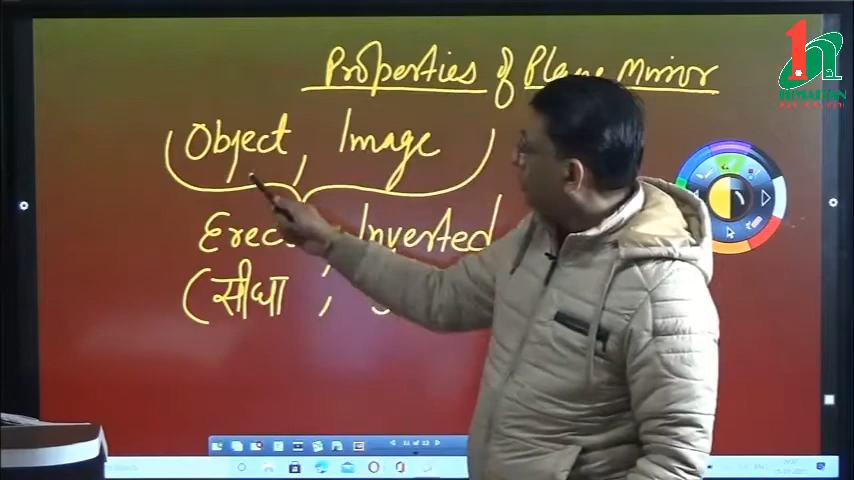 Properties of Plane Mirror
Object, Image
Erect, Inverted
(सीधा ,